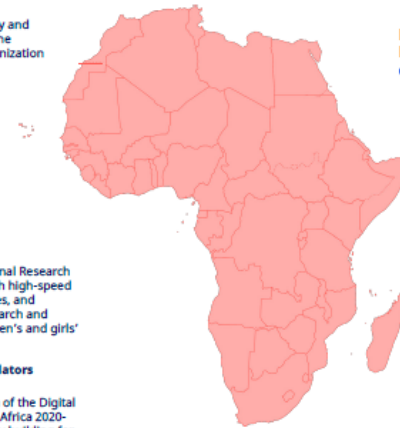 y and
ne
nization
nal Research
h high-speed
es, and
arch and
en's and girls'
lators
of the Digital
Africa 2020-